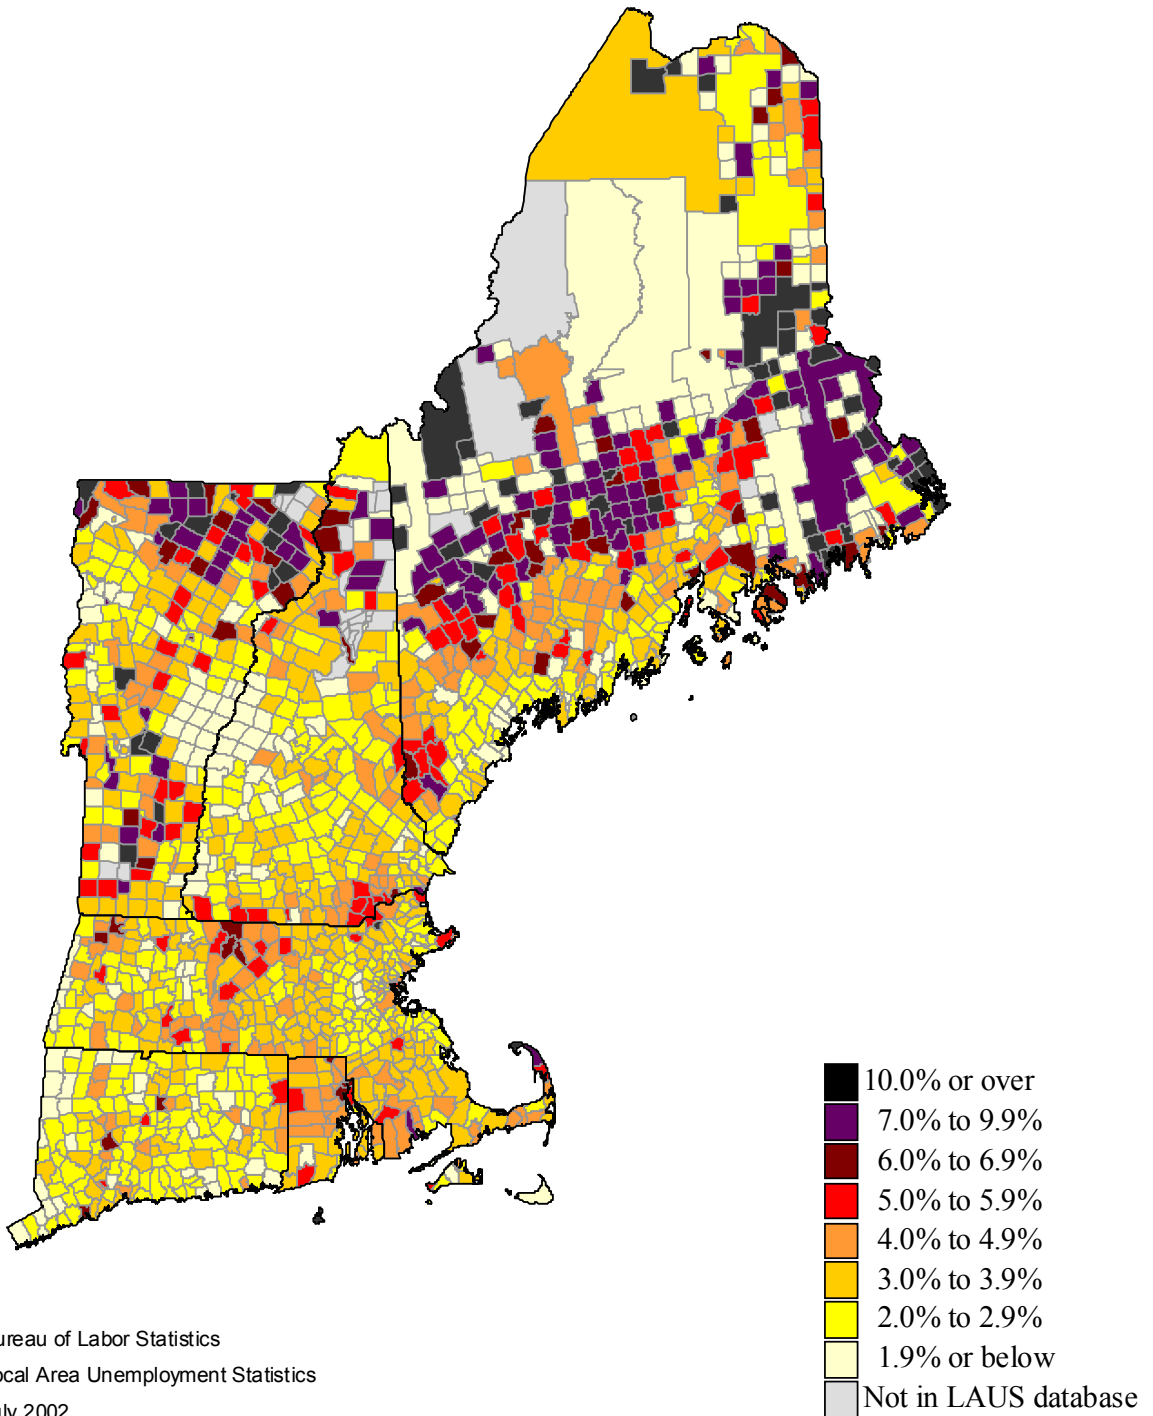 10.0% or over
7.0% to 9.9%
6.0% to 6.9%
5.0% to 5.9%
4.0% to 4.9%
3.0% to 3.9%
2.0% to 2.9%
1.9% or below
Not in LAUS database
ureau of Labor Statistics
ocal Area Unemployment Statistics
uly 2002